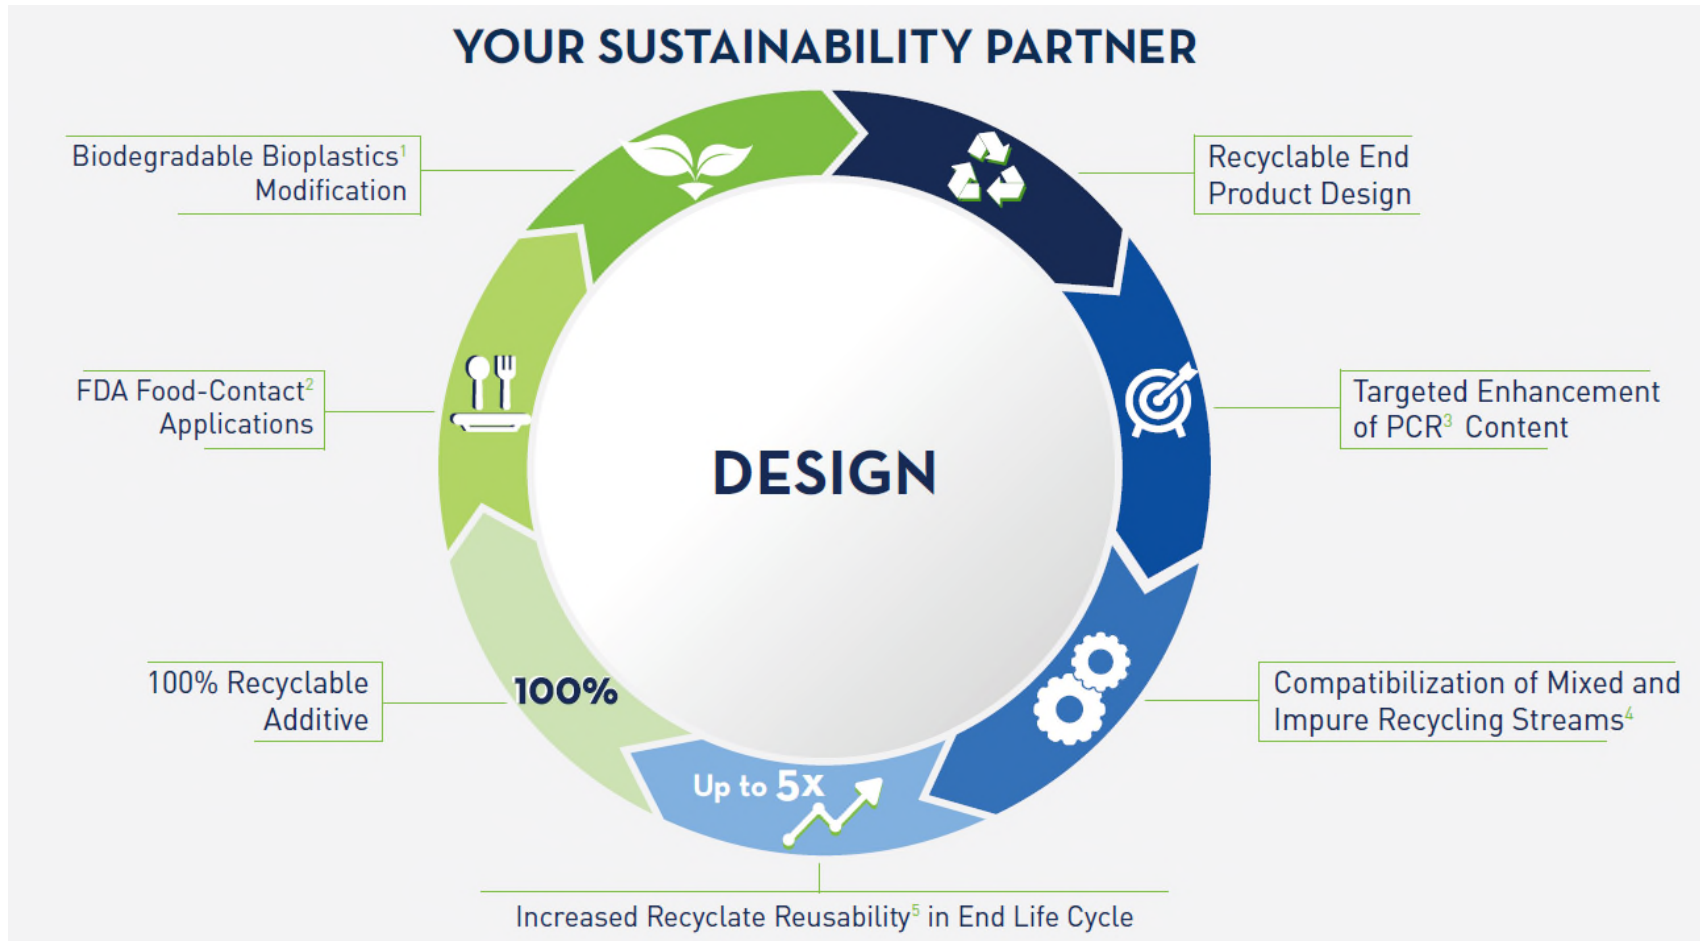 YOUR SUSTAINABILITY PARTNER
Biodegradable Bioplastics¹
Modification
Recyclable End
Product Design
FDA Food-Contact²
Applications
Targeted Enhancement
of PCR³ Content
DESIGN
100% Recyclable
Additive
100%
Compatibilization of Mixed and
Impure Recycling Streams⁴
Up to 5x
Increased Recyclate Reusability⁵ in End Life Cycle